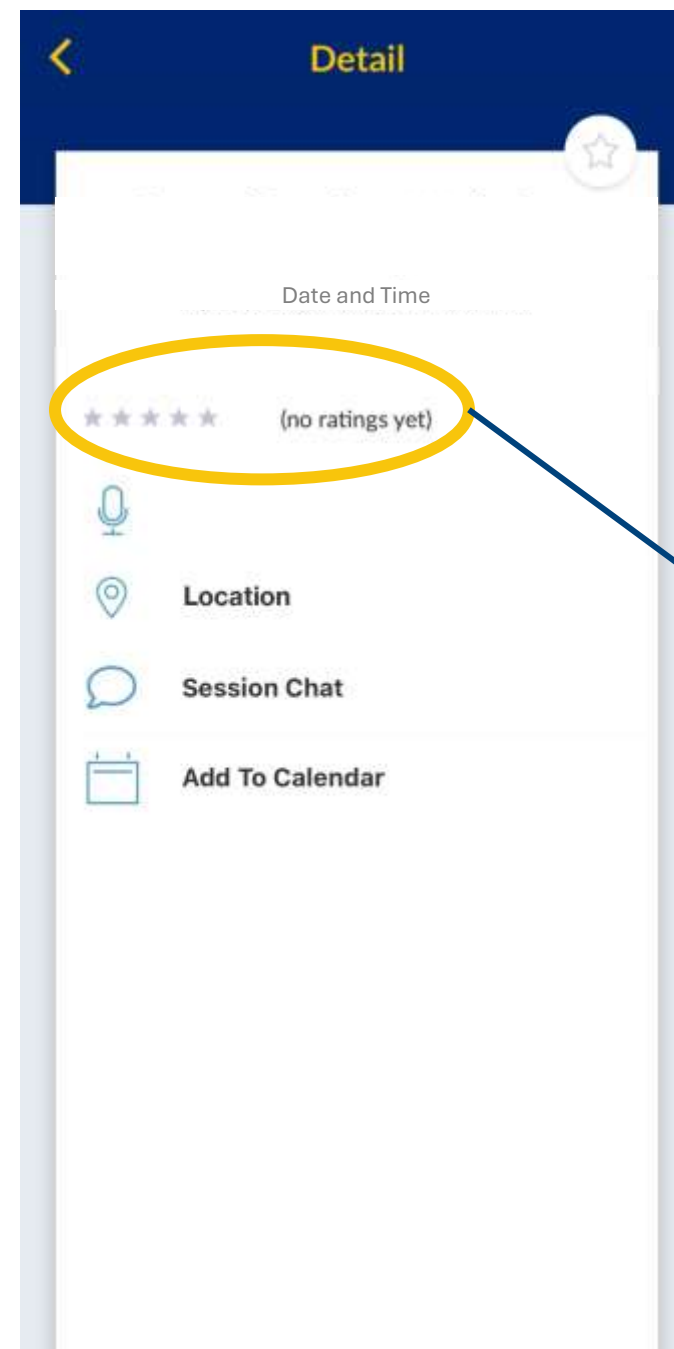 Detail
Date and Time
(no ratings yet)
Location
Session Chat
Add To Calendar